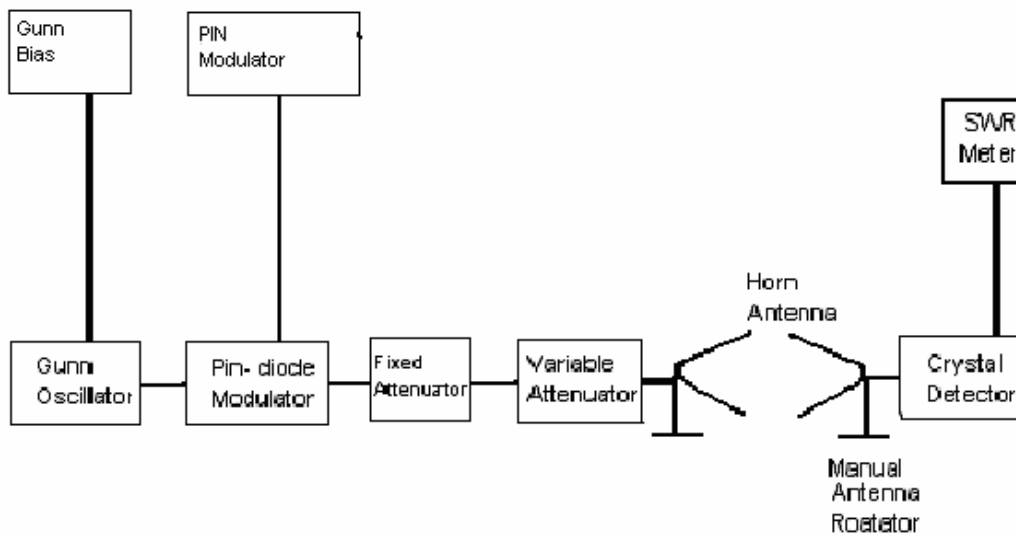 Gunn
Bias
PIN
Modulator
SWR
Meter
Horn
Antenna
Gunn
Oscillator
Pin-diode
Modulator
Fixed
Attenuator
Variable
Attenuator
Crystal
Detector
Manual
Antenna
Roatator